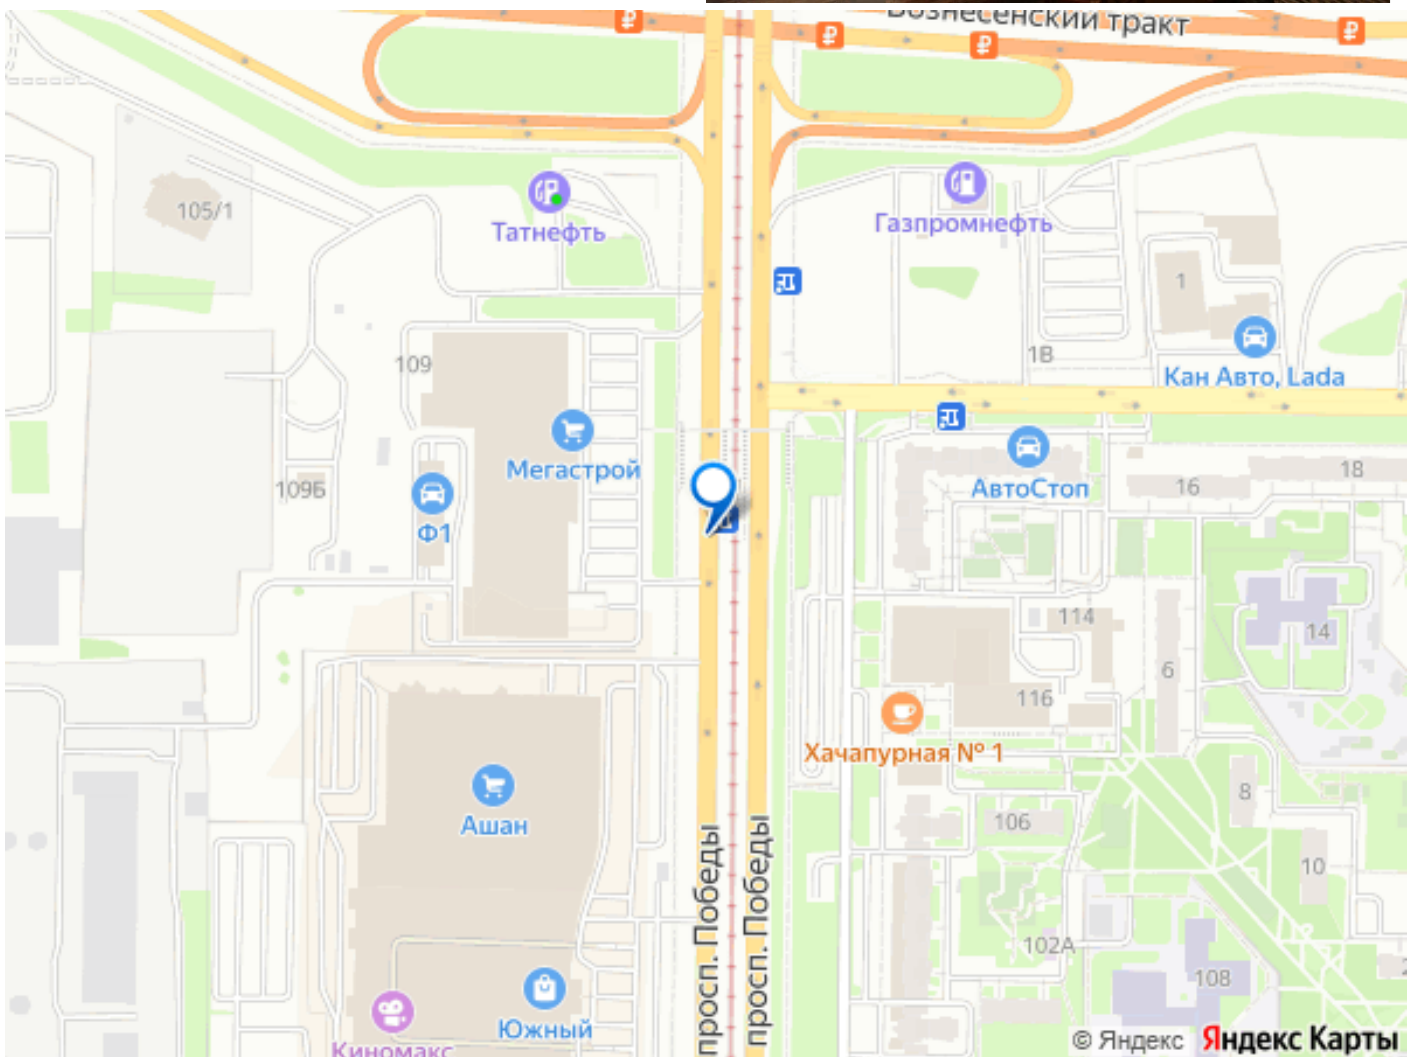 Вознесенский тракт
105/1
Татнефть
Газпромнефть
1
109
1В
Кан Авто, Lada
Мегастрой
АвтоСтоп
109Б
Ф1
16
18
114
14
6
116
Хачапурная № 1
Ашан
8
106
10
просп. Победы
просп. Победы
102А
108
Южный
Киномакс
2
© Яндекс
Яндекс Карты